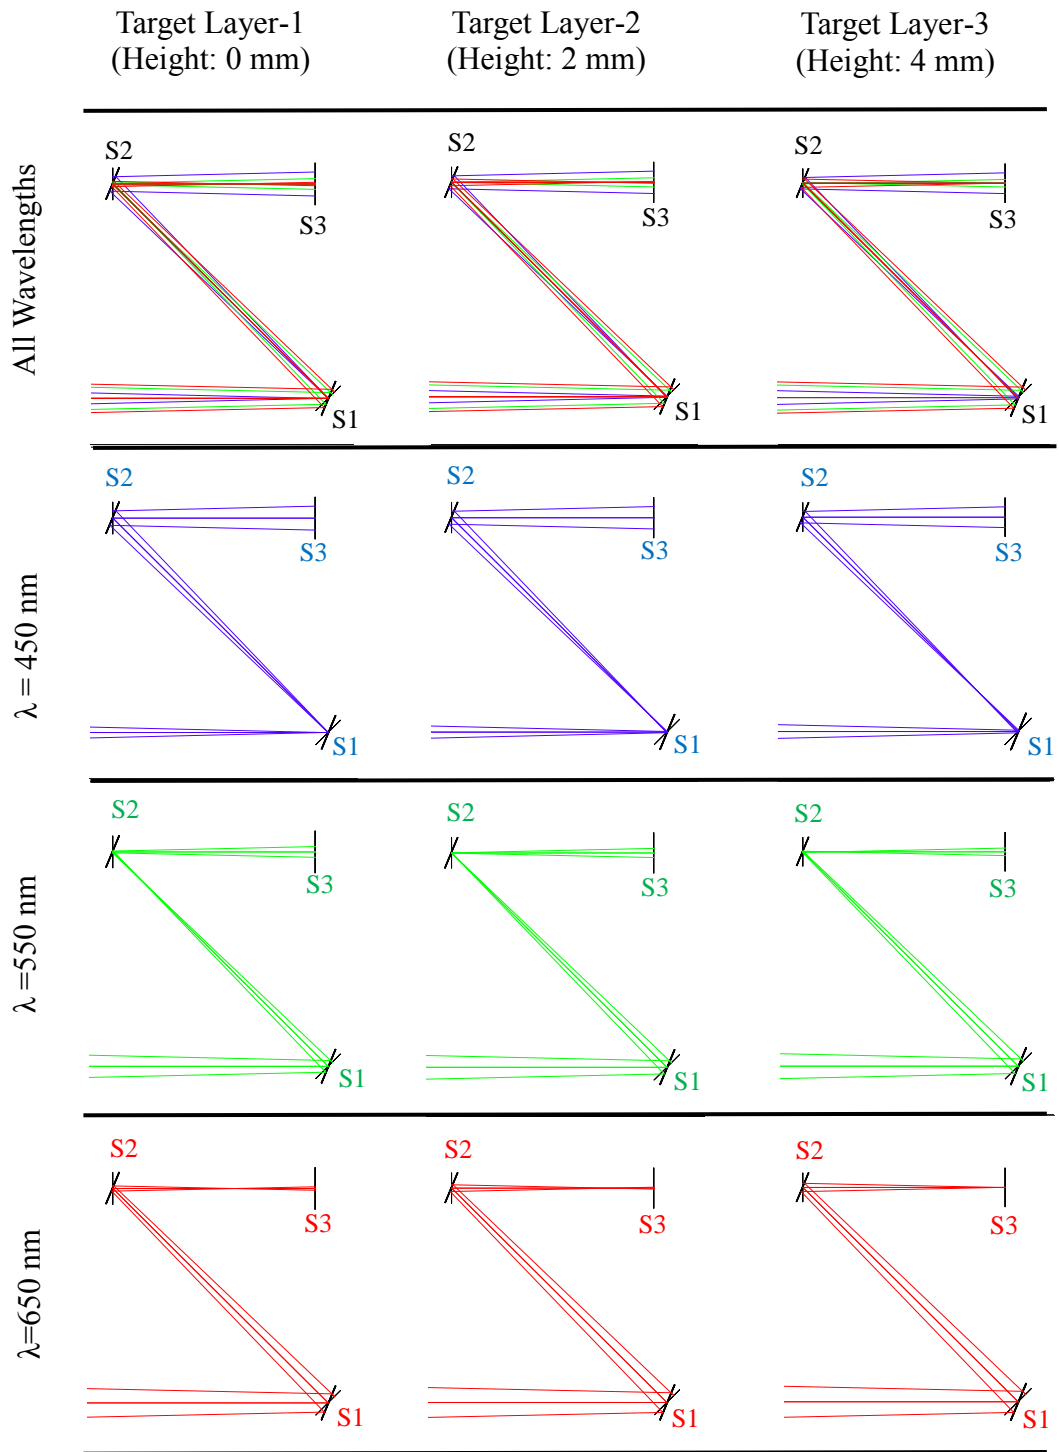 Target Layer-1
(Height: 0 mm)
Target Layer-2
(Height: 2 mm)
Target Layer-3
(Height: 4 mm)
All Wavelengths
S2
S3
S1
S2
S3
S1
S2
S3
S1
λ = 450 nm
S2
S3
S1
S2
S3
S1
S2
S3
S1
λ =550 nm
S2
S3
S1
S2
S3
S1
S2
S3
S1
λ=650 nm
S2
S3
S1
S2
S3
S1
S2
S3
S1